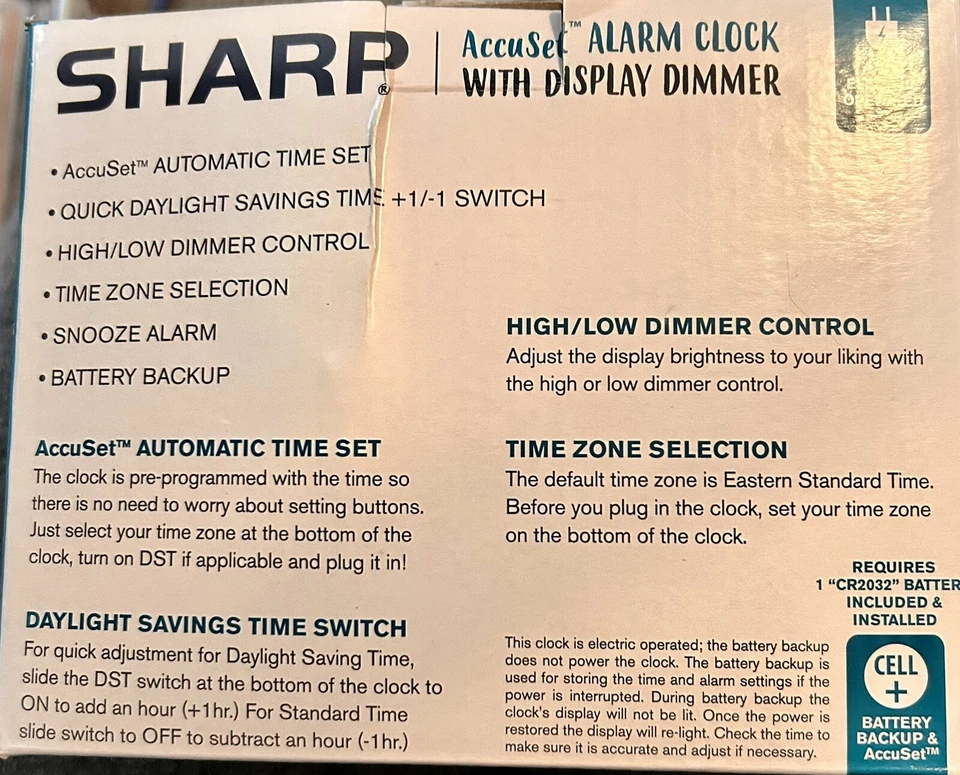 SHARP®
AccuSet™ ALARM CLOCK
WITH DISPLAY DIMMER
• AccuSet™ AUTOMATIC TIME SET
• QUICK DAYLIGHT SAVINGS TIME +1/-1 SWITCH
• HIGH/LOW DIMMER CONTROL
• TIME ZONE SELECTION
• SNOOZE ALARM
• BATTERY BACKUP
AccuSet™ AUTOMATIC TIME SET
The clock is pre-programmed with the time so
there is no need to worry about setting buttons.
Just select your time zone at the bottom of the
clock, turn on DST if applicable and plug it in!
DAYLIGHT SAVINGS TIME SWITCH
For quick adjustment for Daylight Saving Time,
slide the DST switch at the bottom of the clock to
ON to add an hour (+1hr.) For Standard Time
slide switch to OFF to subtract an hour (-1hr.)
HIGH/LOW DIMMER CONTROL
Adjust the display brightness to your liking with
the high or low dimmer control.
TIME ZONE SELECTION
The default time zone is Eastern Standard Time.
Before you plug in the clock, set your time zone
on the bottom of the clock.
This clock is electric operated; the battery backup
does not power the clock. The battery backup is
used for storing the time and alarm settings if the
power is interrupted. During battery backup the
clock's display will not be lit. Once the power is
restored the display will re-light. Check the time to
make sure it is accurate and adjust if necessary.
REQUIRES
1 "CR2032" BATTER
INCLUDED &
INSTALLED
CELL
+
BATTERY
BACKUP &
AccuSet™